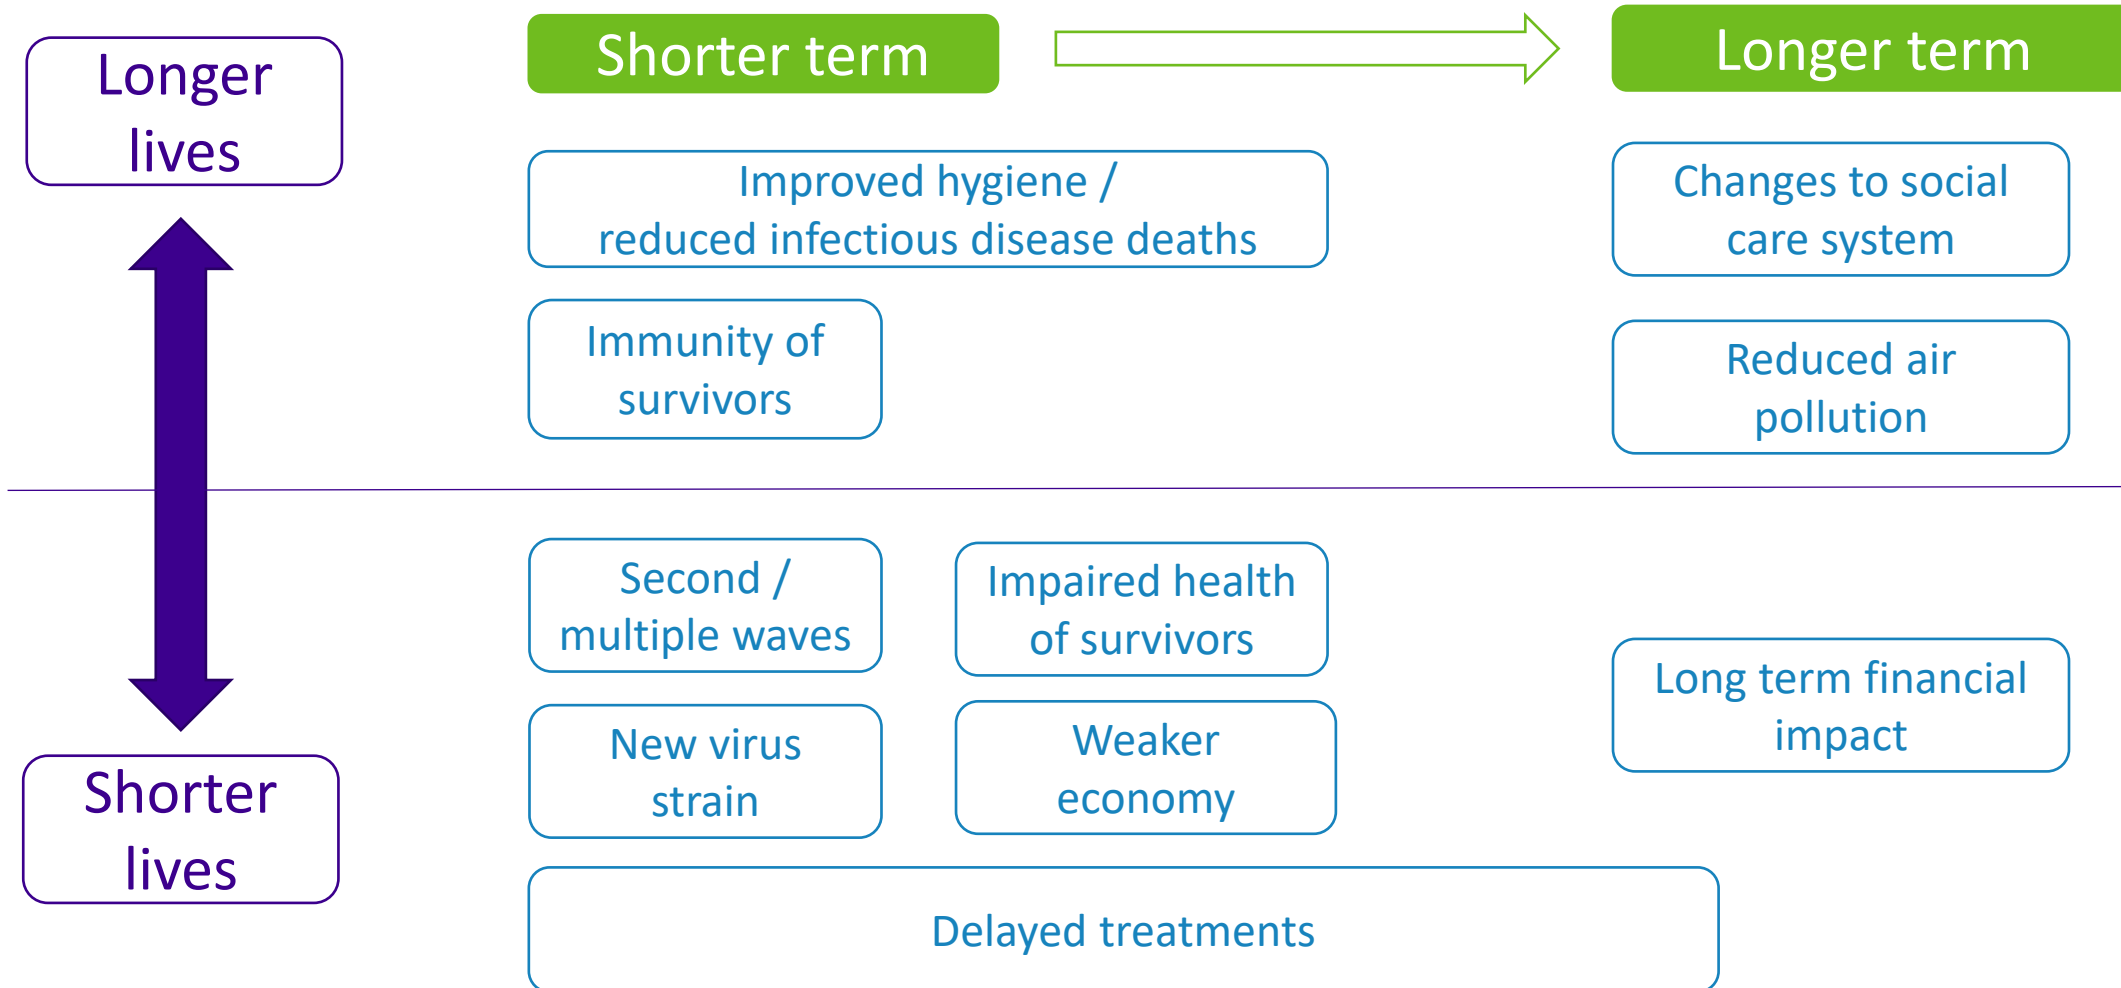 Longer
lives
Shorter term
Longer term
Improved hygiene /
reduced infectious disease deaths
Changes to social
care system
Immunity of
survivors
Reduced air
pollution
Second /
multiple waves
Impaired health
of survivors
Long term financial
impact
New virus
strain
Weaker
economy
Shorter
lives
Delayed treatments